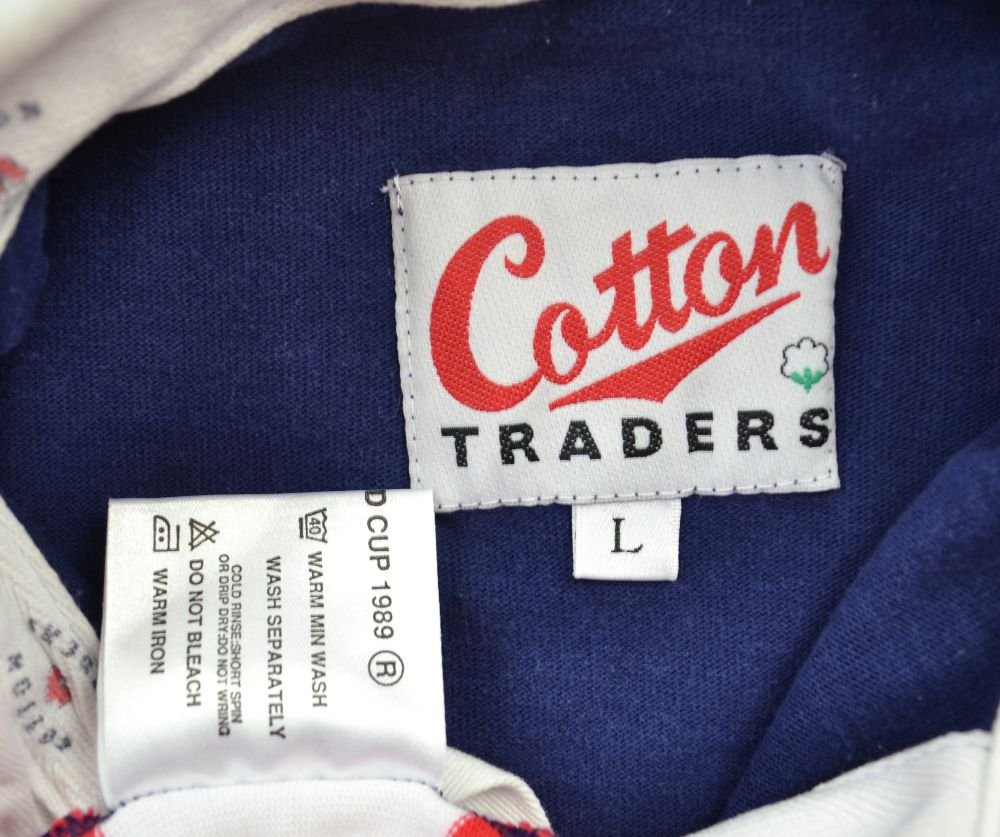 Cotton
TRADERS
L
D CUP 1989 ®
40 WARM MIN WASH
WASH SEPARATELY
COLD RINSE:SHORT SPIN
OR DRIP DRY:DO NOT WRING
DO NOT BLEACH
WARM IRON